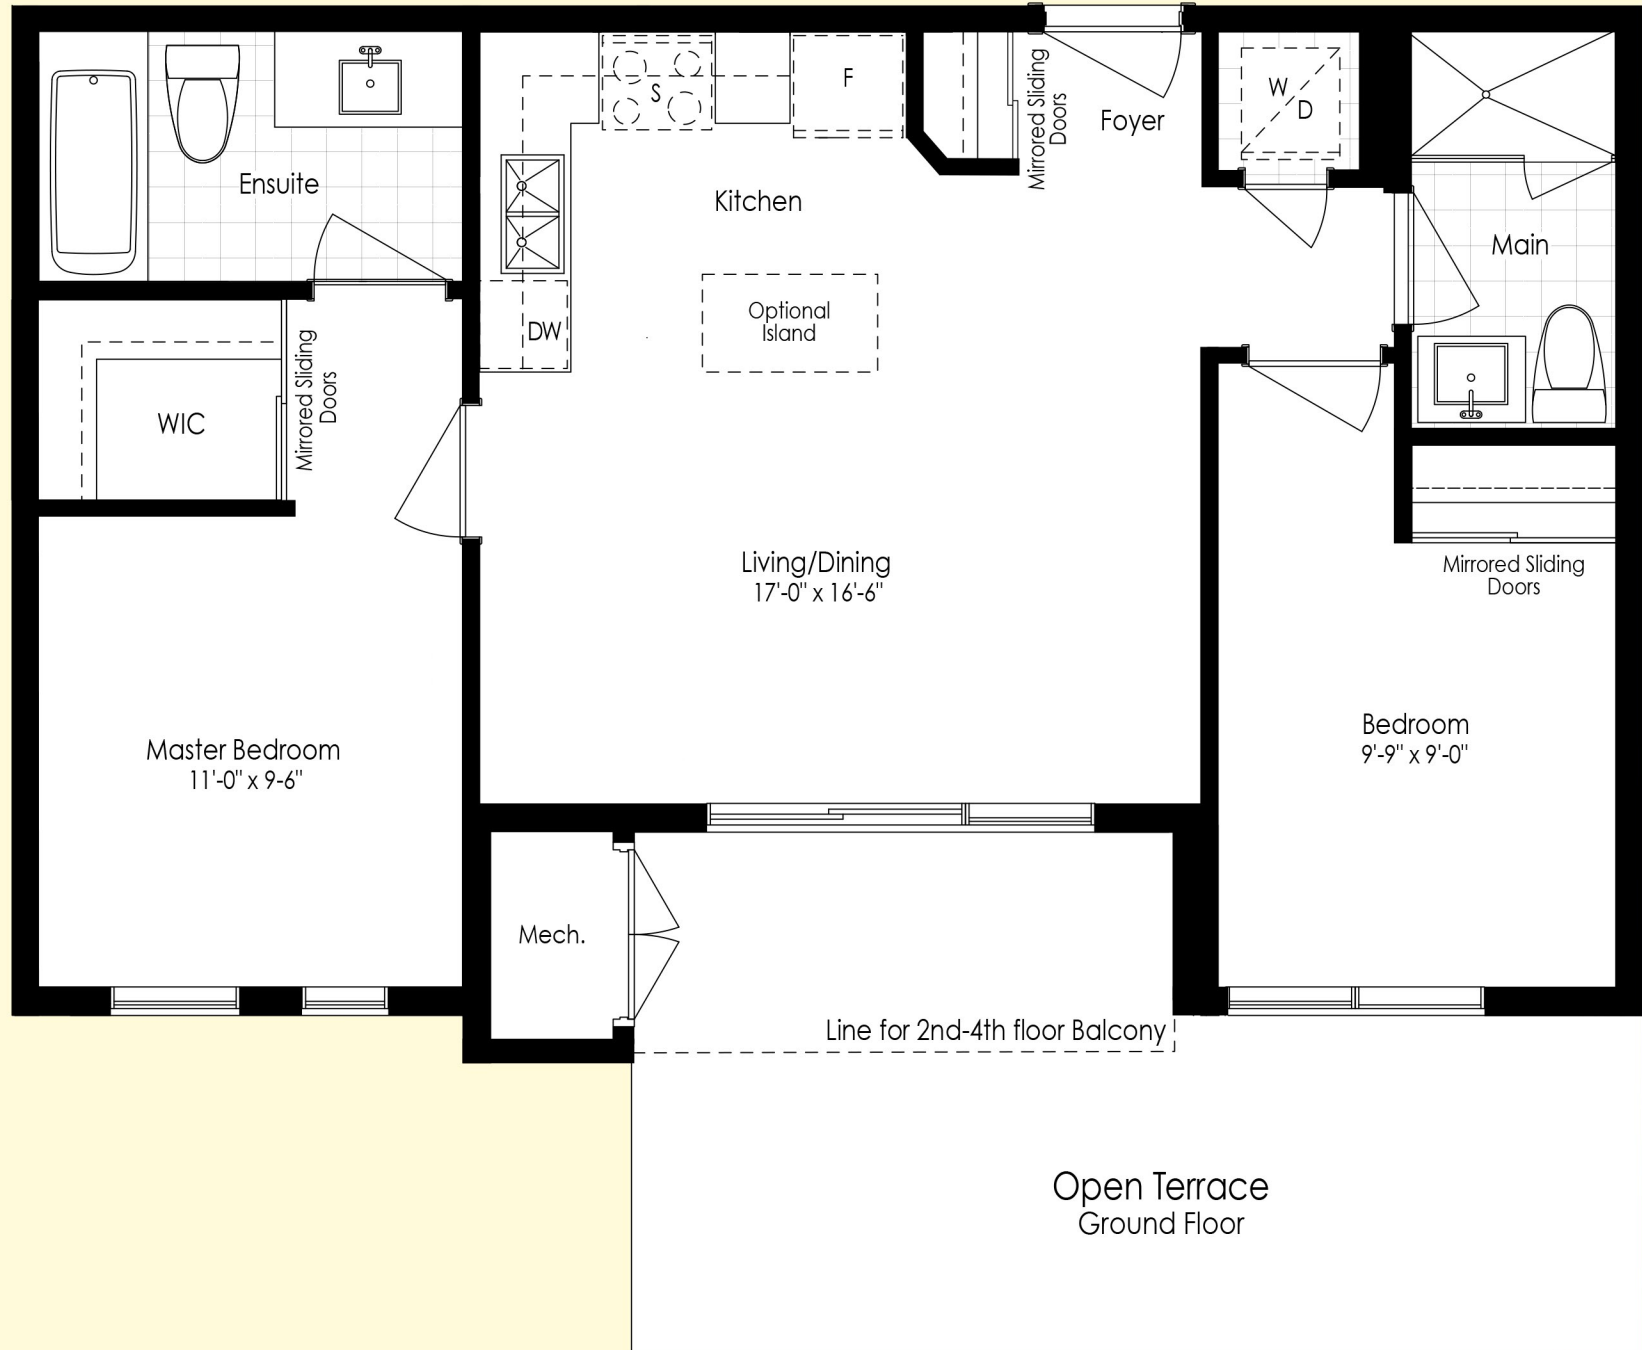 S
F
Mirrored Sliding
Doors
Foyer
W
D
Ensuite
Kitchen
Main
Optional
Island
DW
Mirrored Sliding
Doors
WIC
Living/Dining
17'-0" x 16'-6"
Mirrored Sliding
Doors
Master Bedroom
11'-0" x 9-6"
Bedroom
9'-9" x 9'-0"
Mech.
Line for 2nd-4th floor Balcony
Open Terrace
Ground Floor